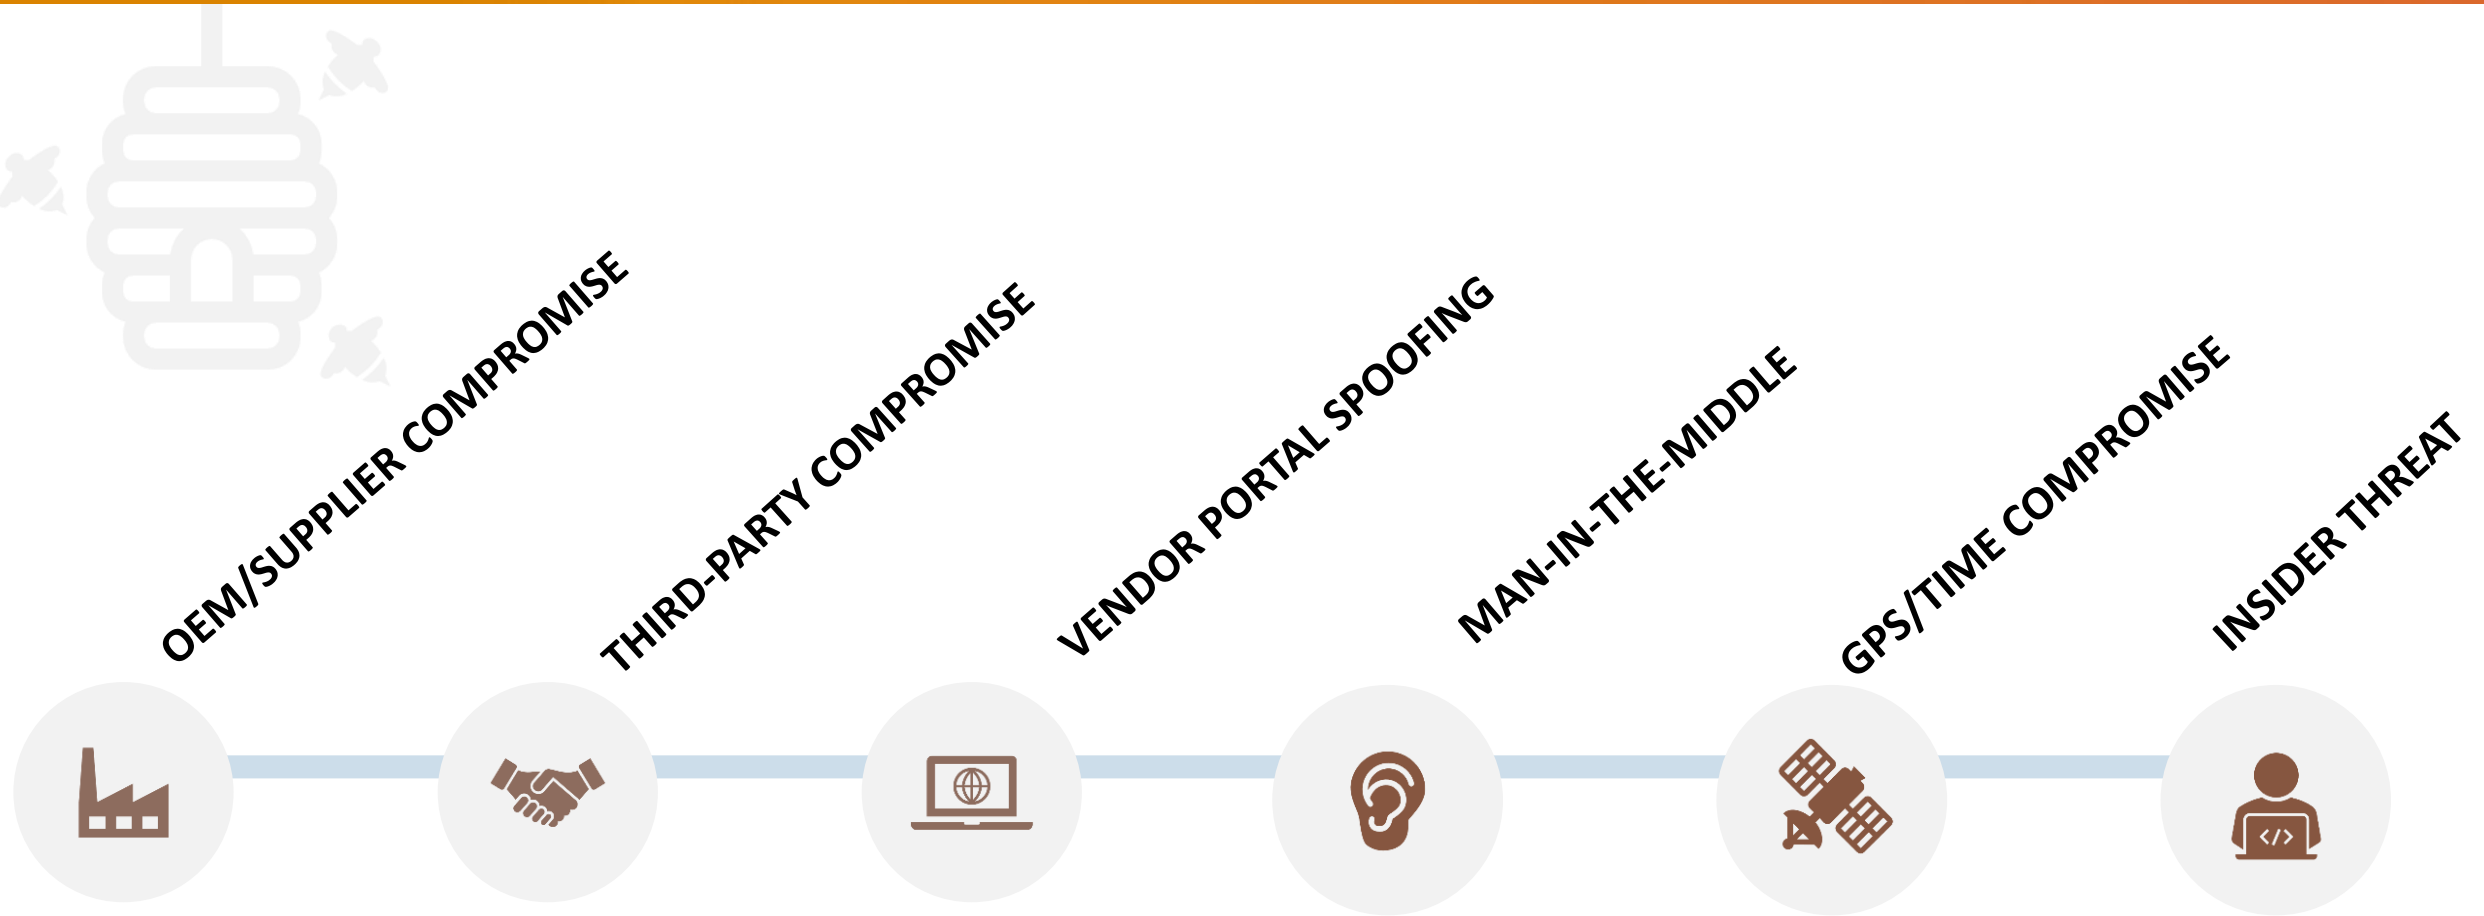 OEM/SUPPLIER COMPROMISE
THIRD-PARTY COMPROMISE
VENDOR PORTAL SPOOFING
MAN-IN-THE-MIDDLE
GPS/TIME COMPROMISE
INSIDER THREAT